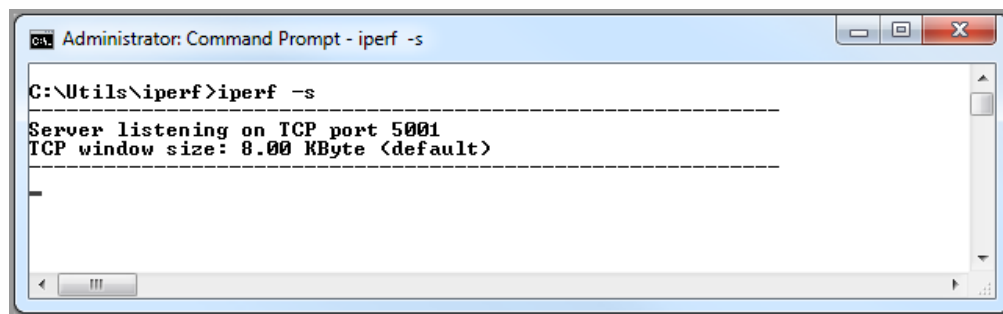 Administrator: Command Prompt - iperf -s
C:\Utils\iperf>iperf -s
------------------------------------------------------------
Server listening on TCP port 5001
TCP window size: 8.00 KByte (default)
------------------------------------------------------------